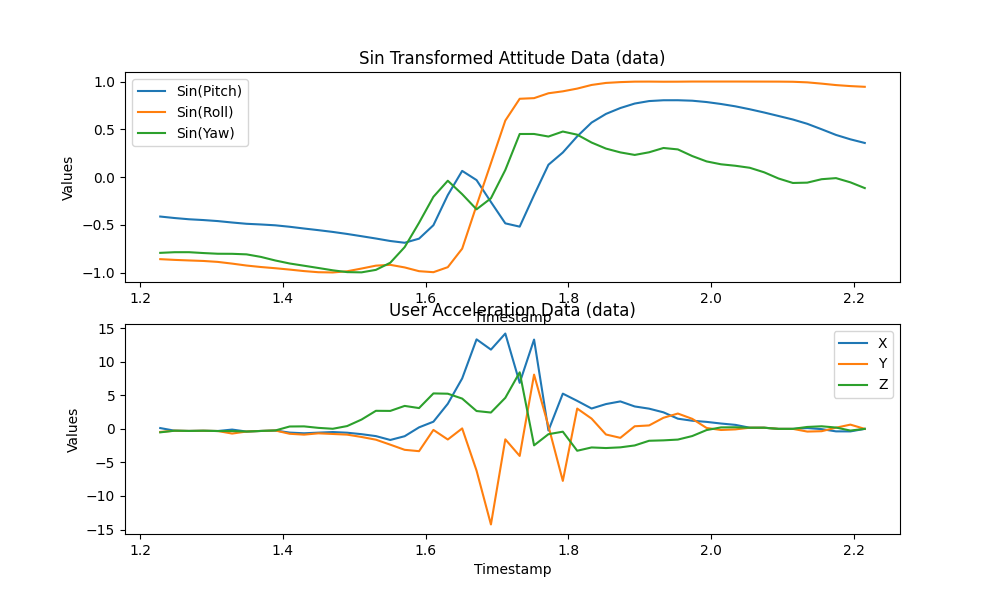 Sin Transformed Attitude Data (data)
1.0
0.5
0.0
−0.5
−1.0
Values
Sin(Pitch)
Sin(Roll)
Sin(Yaw)
1.2 1.4 1.6 1.8 2.0 2.2
Timestamp
User Acceleration Data (data)
15
10
5
0
−5
−10
−15
Values
X
Y
Z
1.2 1.4 1.6 1.8 2.0 2.2
Timestamp